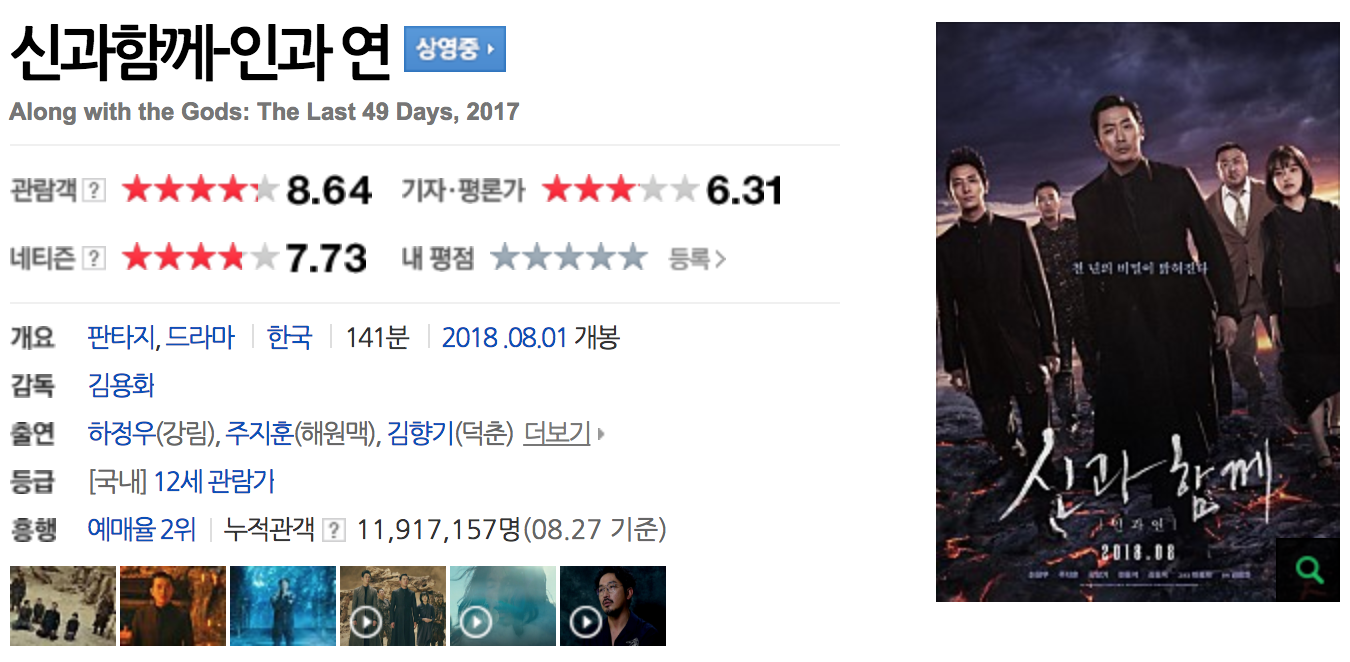 신과함께-인과 연 상영중
Along with the Gods: The Last 49 Days, 2017
관람객 ? 8.64 기자·평론가 6.31
네티즌 ? 7.73 내 평점 등록 >
개요 판타지, 드라마 한국 141분 2018 .08.01 개봉
감독 김용화
출연 하정우(강림), 주지훈(해원맥), 김향기(덕춘) 더보기
등급 [국내] 12세 관람가
흥행 예매율 2위 누적관객 ? 11,917,157명(08.27 기준)
천 년의 비밀이 밝혀진다
신과 함께
인과 연
2018.08